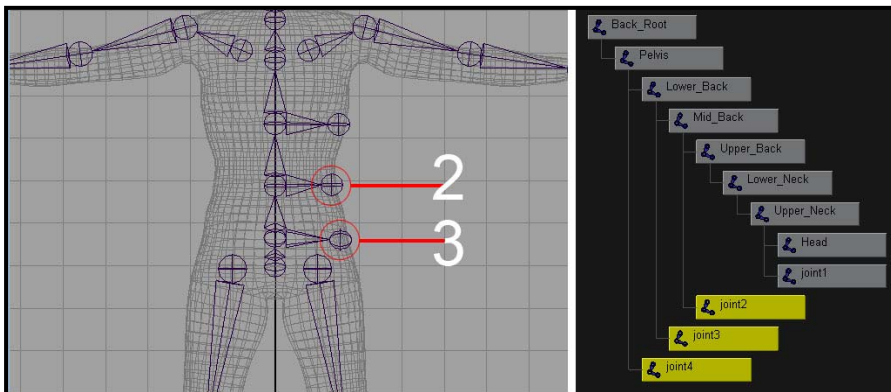 2
3
Back_Root
Pelvis
Lower_Back
Mid_Back
Upper_Back
Lower_Neck
Upper_Neck
Head
joint1
joint2
joint3
joint4